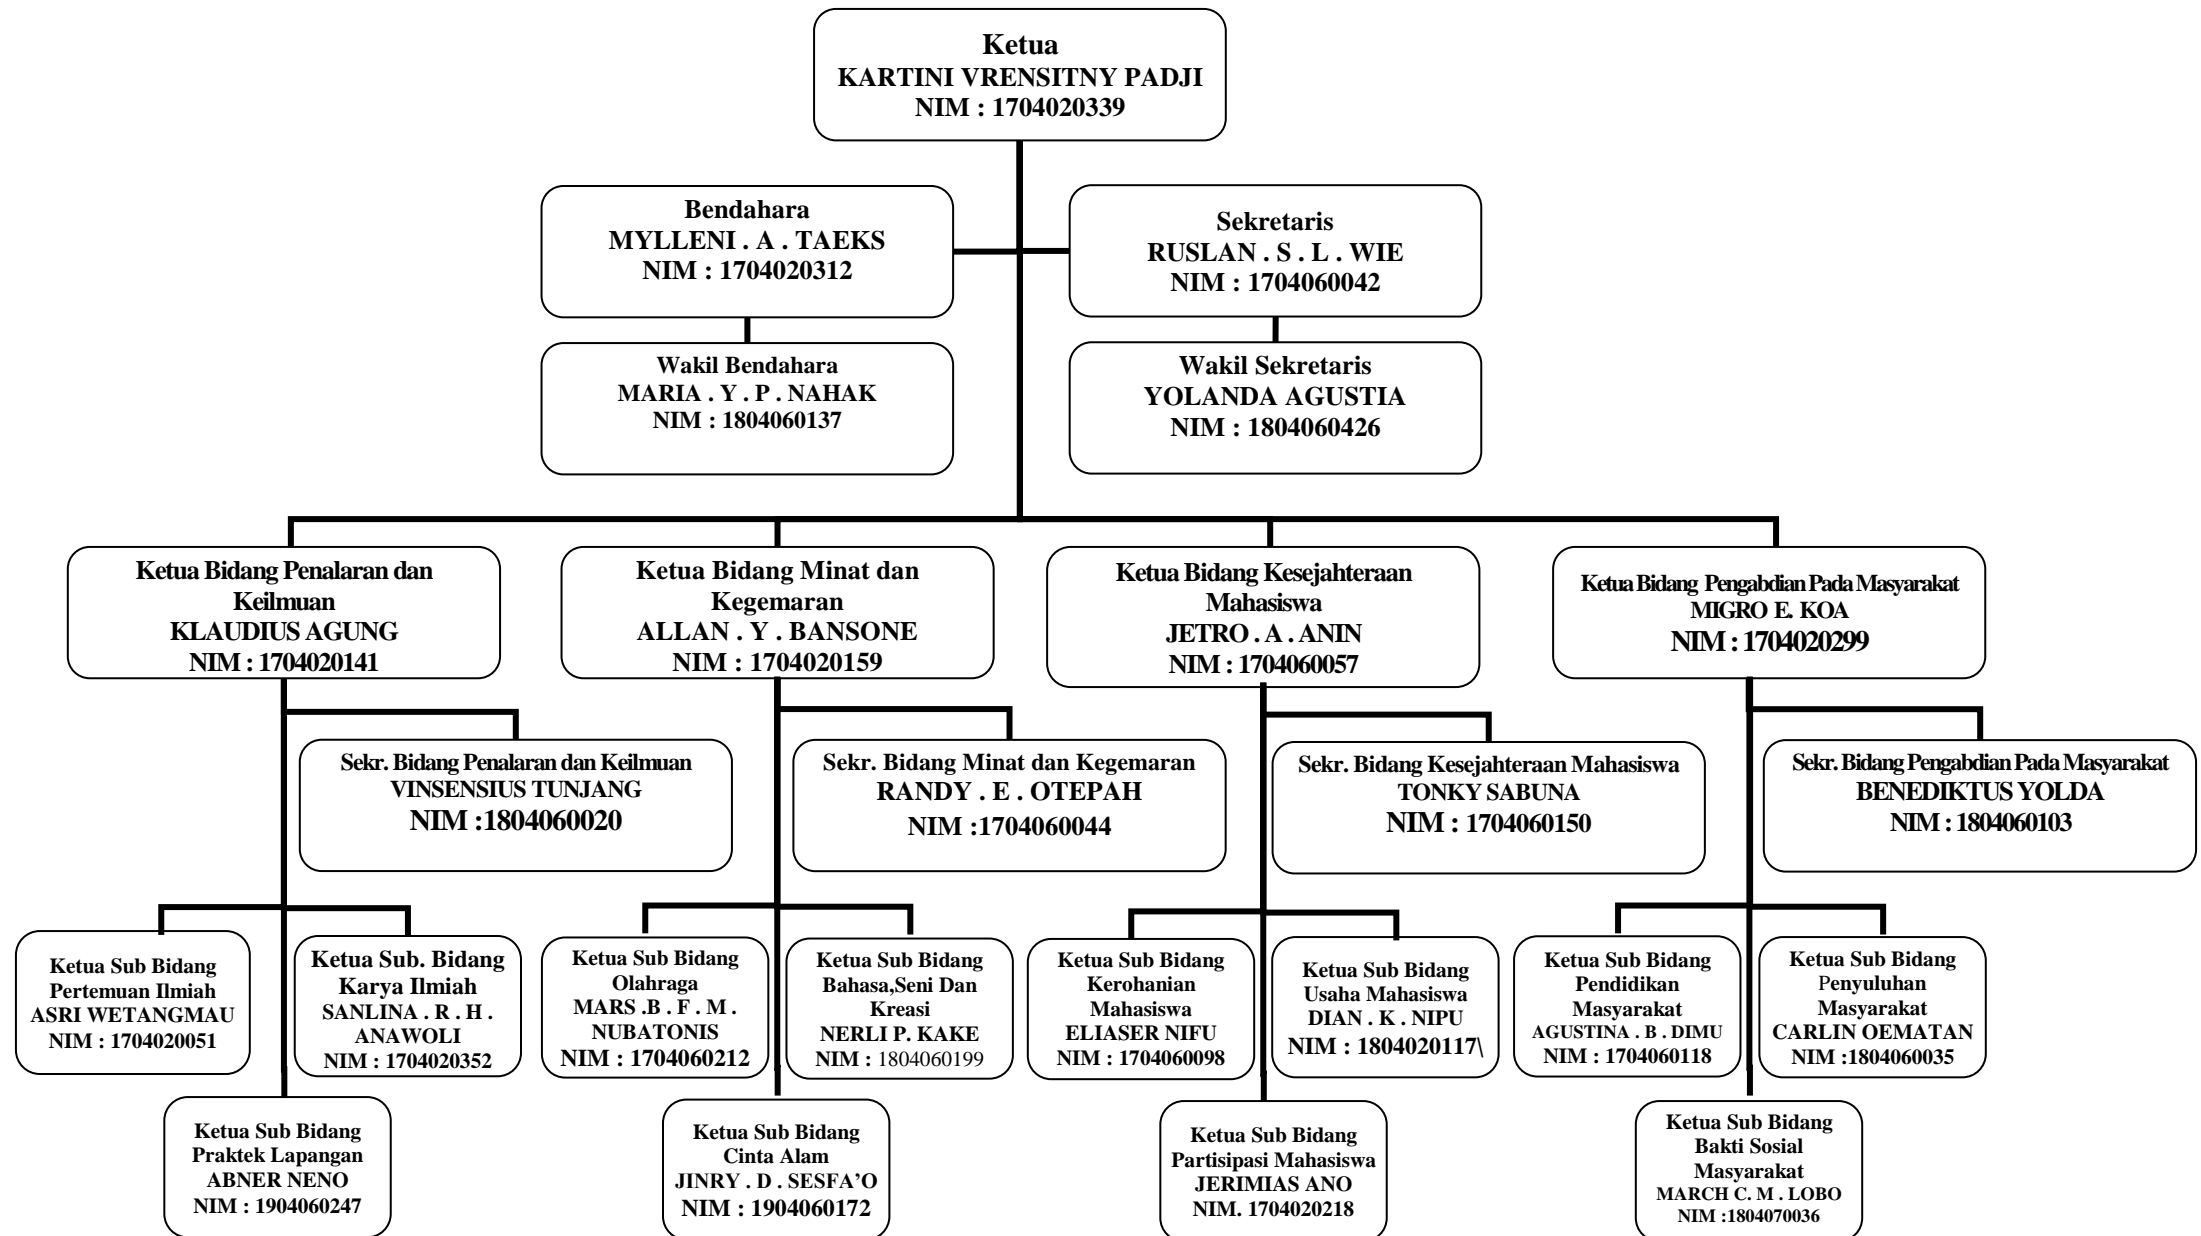 Ketua
KARTINI VRENSITNY PADJI
NIM : 1704020339
Bendahara
MYLLENI . A . TAEKS
NIM : 1704020312
Sekretaris
RUSLAN . S . L . WIE
NIM : 1704060042
Wakil Bendahara
MARIA . Y . P . NAHAK
NIM : 1804060137
Wakil Sekretaris
YOLANDA AGUSTIA
NIM : 1804060426
Ketua Bidang Penalaran dan
Keilmuan
KLAUDIUS AGUNG
NIM : 1704020141
Ketua Bidang Minat dan
Kegemaran
ALLAN . Y . BANSONE
NIM : 1704020159
Ketua Bidang Kesejahteraan
Mahasiswa
JETRO . A . ANIN
NIM : 1704060057
Ketua Bidang Pengabdian Pada Masyarakat
MIGRO E. KOA
NIM : 1704020299
Sekr. Bidang Penalaran dan Keilmuan
VINSENSIUS TUNJANG
NIM :1804060020
Sekr. Bidang Minat dan Kegemaran
RANDY . E . OTEPAH
NIM :1704060044
Sekr. Bidang Kesejahteraan Mahasiswa
TONKY SABUNA
NIM : 1704060150
Sekr. Bidang Pengabdian Pada Masyarakat
BENEDIKTUS YOLDA
NIM : 1804060103
Ketua Sub Bidang
Pertemuan Ilmiah
ASRI WETANGMAU
NIM : 1704020051
Ketua Sub. Bidang
Karya Ilmiah
SANLINA . R . H .
ANAWOLI
NIM : 1704020352
Ketua Sub Bidang
Olahraga
MARS .B . F . M .
NUBATONIS
NIM : 1704060212
Ketua Sub Bidang
Bahasa,Seni Dan
Kreasi
NERLI P. KAKE
NIM : 1804060199
Ketua Sub Bidang
Kerohanian
Mahasiswa
ELIASER NIFU
NIM : 1704060098
Ketua Sub Bidang
Usaha Mahasiswa
DIAN . K . NIPU
NIM : 1804020117\
Ketua Sub Bidang
Pendidikan
Masyarakat
AGUSTINA . B . DIMU
NIM : 1704060118
Ketua Sub Bidang
Penyuluhan
Masyarakat
CARLIN OEMATAN
NIM :1804060035
Ketua Sub Bidang
Praktek Lapangan
ABNER NENO
NIM : 1904060247
Ketua Sub Bidang
Cinta Alam
JINRY . D . SESFA’O
NIM : 1904060172
Ketua Sub Bidang
Partisipasi Mahasiswa
JERIMIAS ANO
NIM. 1704020218
Ketua Sub Bidang
Bakti Sosial
Masyarakat
MARCH C. M . LOBO
NIM :1804070036